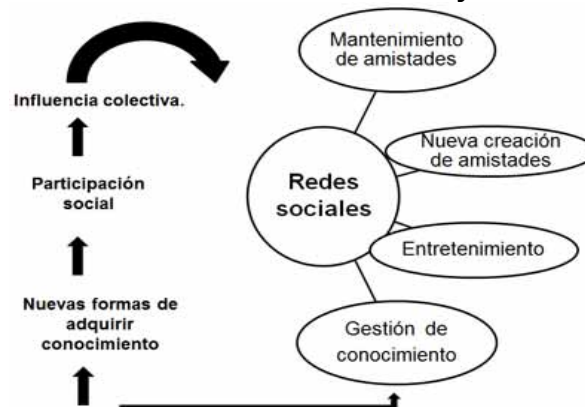 Influencia colectiva.
Participación
social
Nuevas formas de
adquirir
conocimiento
Redes
sociales
Mantenimiento
de amistades
Nueva creación
de amistades
Entretenimiento
Gestión de
conocimiento